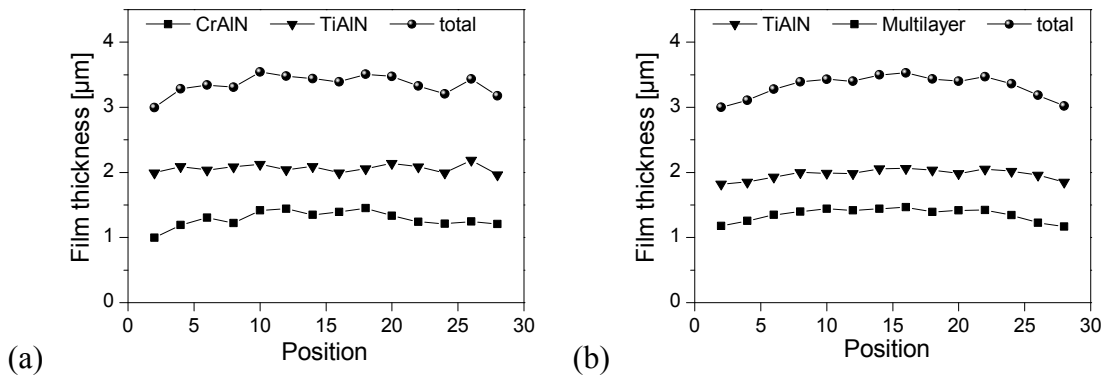 CrAlN TiAlN total
4
3
2
1
0
Film thickness [µm]
0 5 10 15 20 25 30
Position
(a)
TiAlN Multilayer total
4
3
2
1
0
Film thickness [µm]
0 5 10 15 20 25 30
Position
(b)